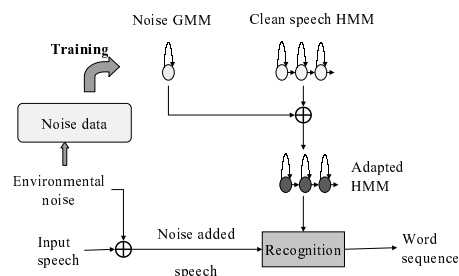 Noise GMM
Clean speech HMM
Training
Noise data
Adapted
HMM
Environmental
noise
Noise added
Input
speech
Recognition
Word
sequence
speech